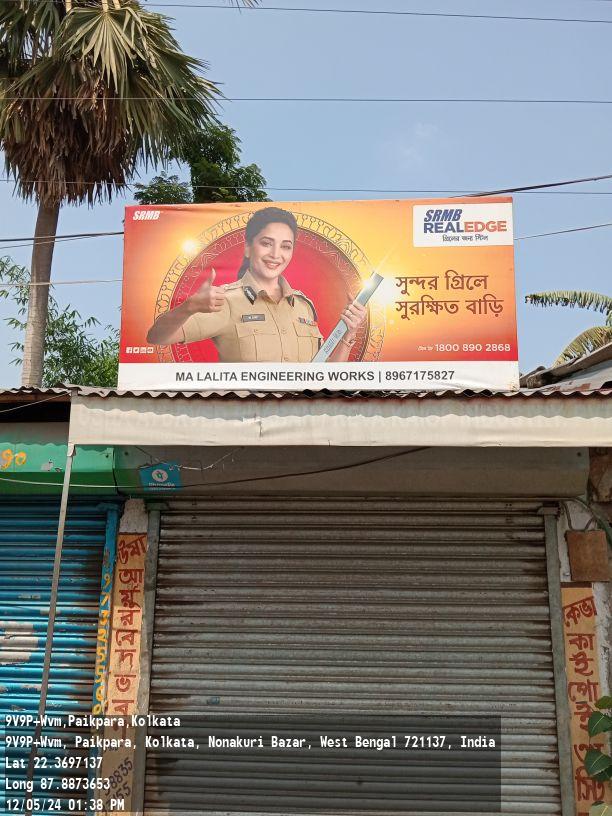 SRMB
SRMB
REALEDGE
গ্রিলের জন্য স্টিল
সুন্দর গ্রিলে
সুরক্ষিত বাড়ি
1800 890 2868
MA LALITA ENGINEERING WORKS | 8967175827
9V9P+Wvm,Paikpara,Kolkata
9V9P+Wvm, Paikpara, Kolkata, Nonakuri Bazar, West Bengal 721137, India
Lat 22.3697137
Long 87.8873653
12/05/24 01:38 PM